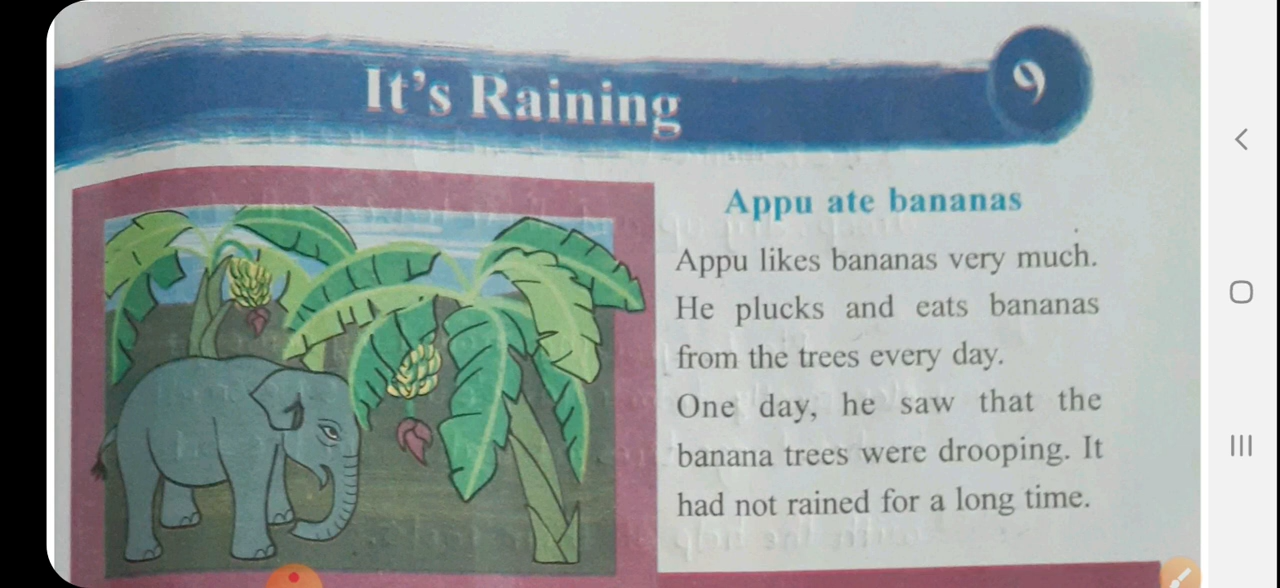 It's Raining
9
Appu ate bananas
Appu likes bananas very much.
He plucks and eats bananas
from the trees every day.
One day, he saw that the
banana trees were drooping. It
had not rained for a long time.